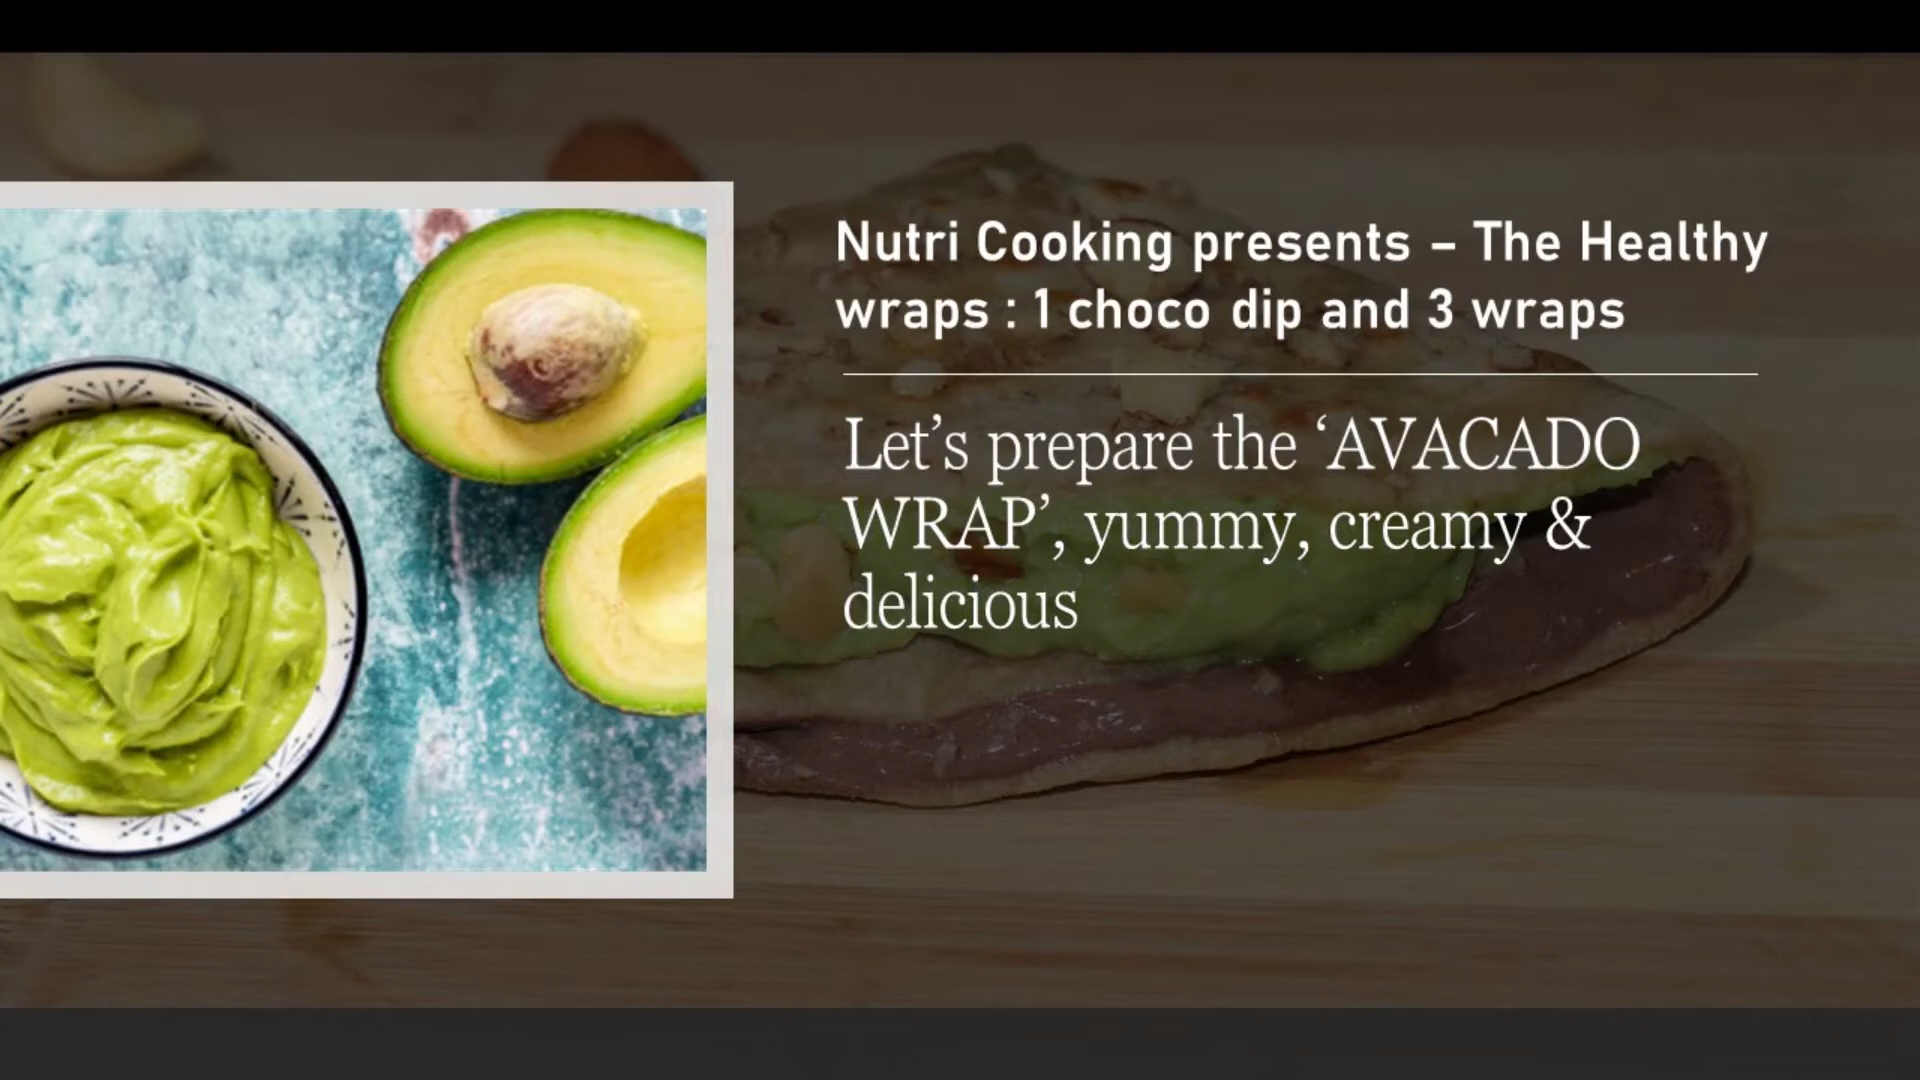 Nutri Cooking presents – The Healthy
wraps : 1 choco dip and 3 wraps
Let’s prepare the ‘AVACADO
WRAP’, yummy, creamy &
delicious